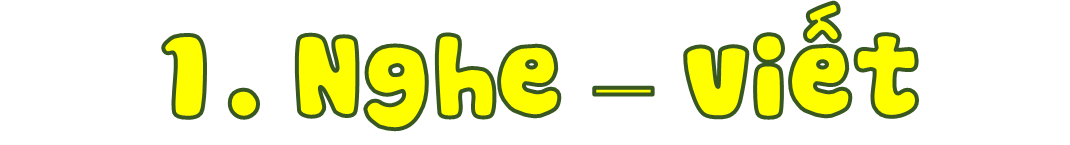 1. Nghe – viết